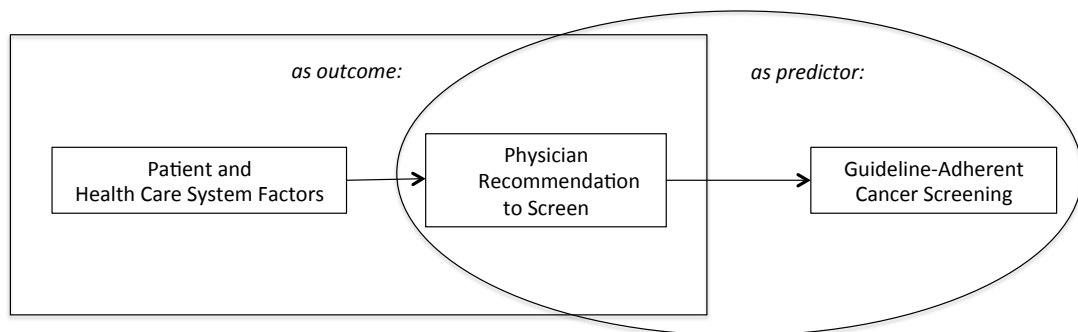 as outcome:
as predictor:
Patient and
Health Care System Factors
Physician
Recommendation
to Screen
Guideline-Adherent
Cancer Screening